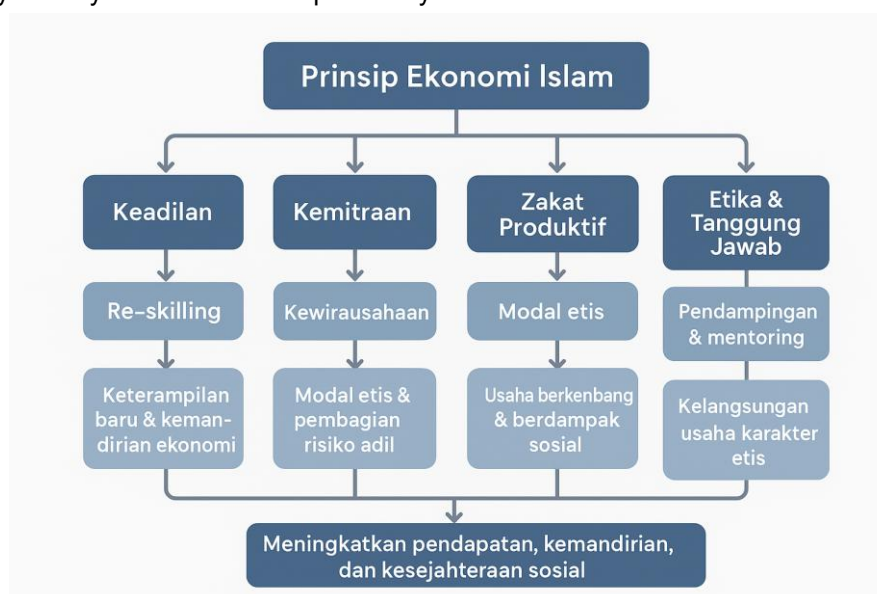 Prinsip Ekonomi Islam
Keadilan
Kemitraan
Zakat
Produktif
Etika &
Tanggung
Jawab
Re-skilling
Kewirausahaan
Modal etis
Pendampingan
& mentoring
Keterampilan
baru & keman-
dirian ekonomi
Modal etis &
pembagian
risiko adil
Usaha berkenbang
& berdampak
sosial
Kelangsungan
usaha karakter
etis
Meningkatkan pendapatan, kemandirian,
dan kesejahteraan sosial